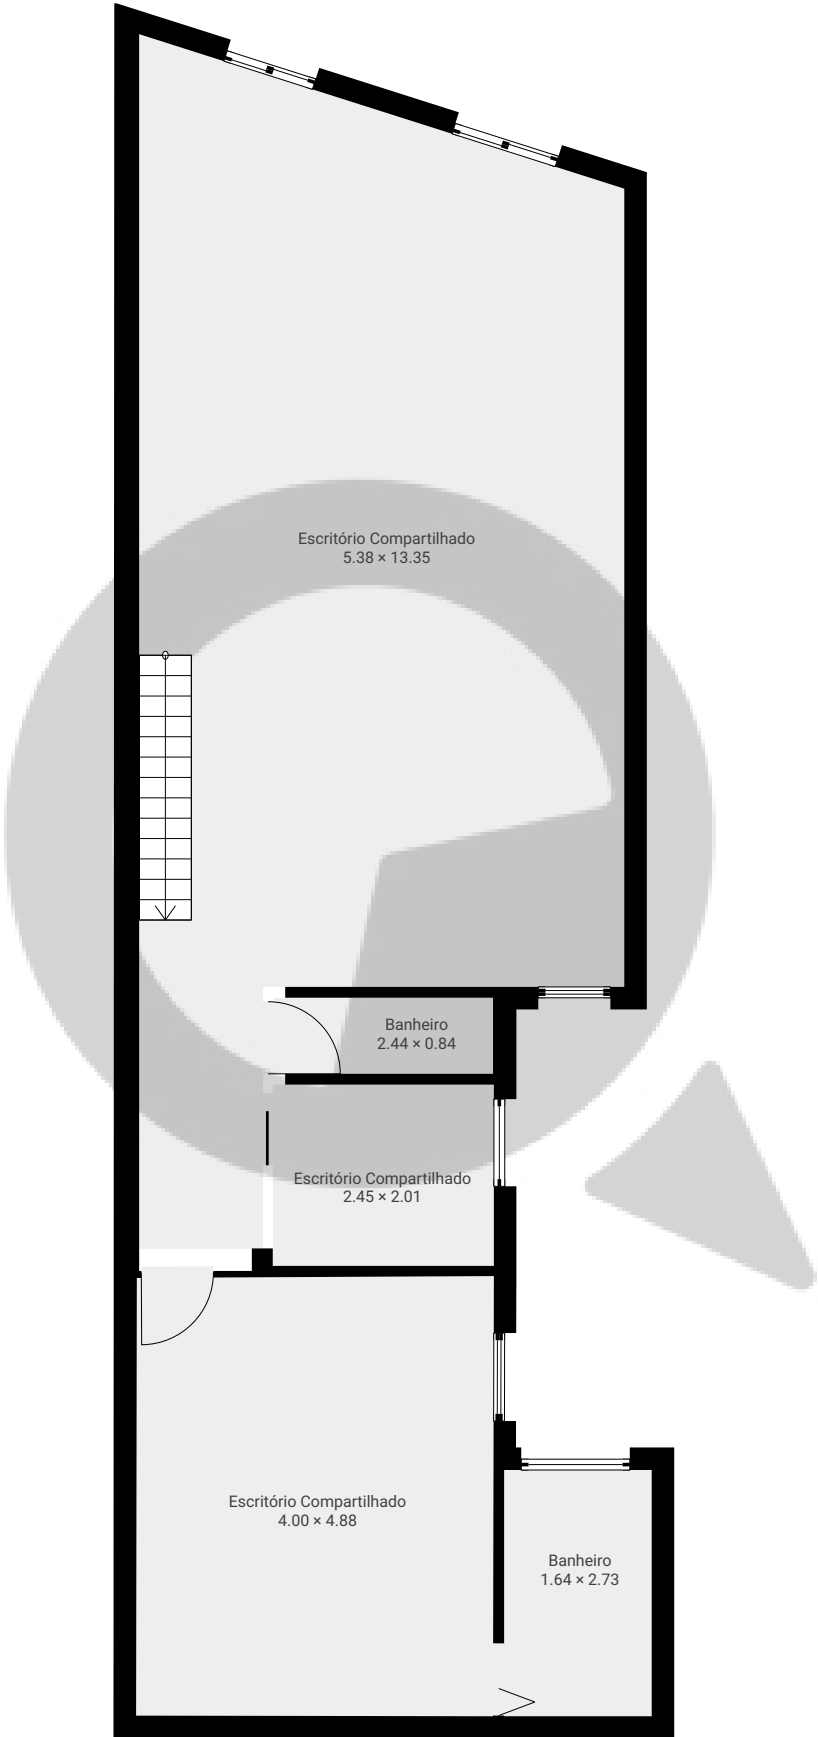 Escritório Compartilhado
5.38 × 13.35
Banheiro
2.44 × 0.84
Escritório Compartilhado
2.45 × 2.01
Escritório Compartilhado
4.00 × 4.88
Banheiro
1.64 × 2.73